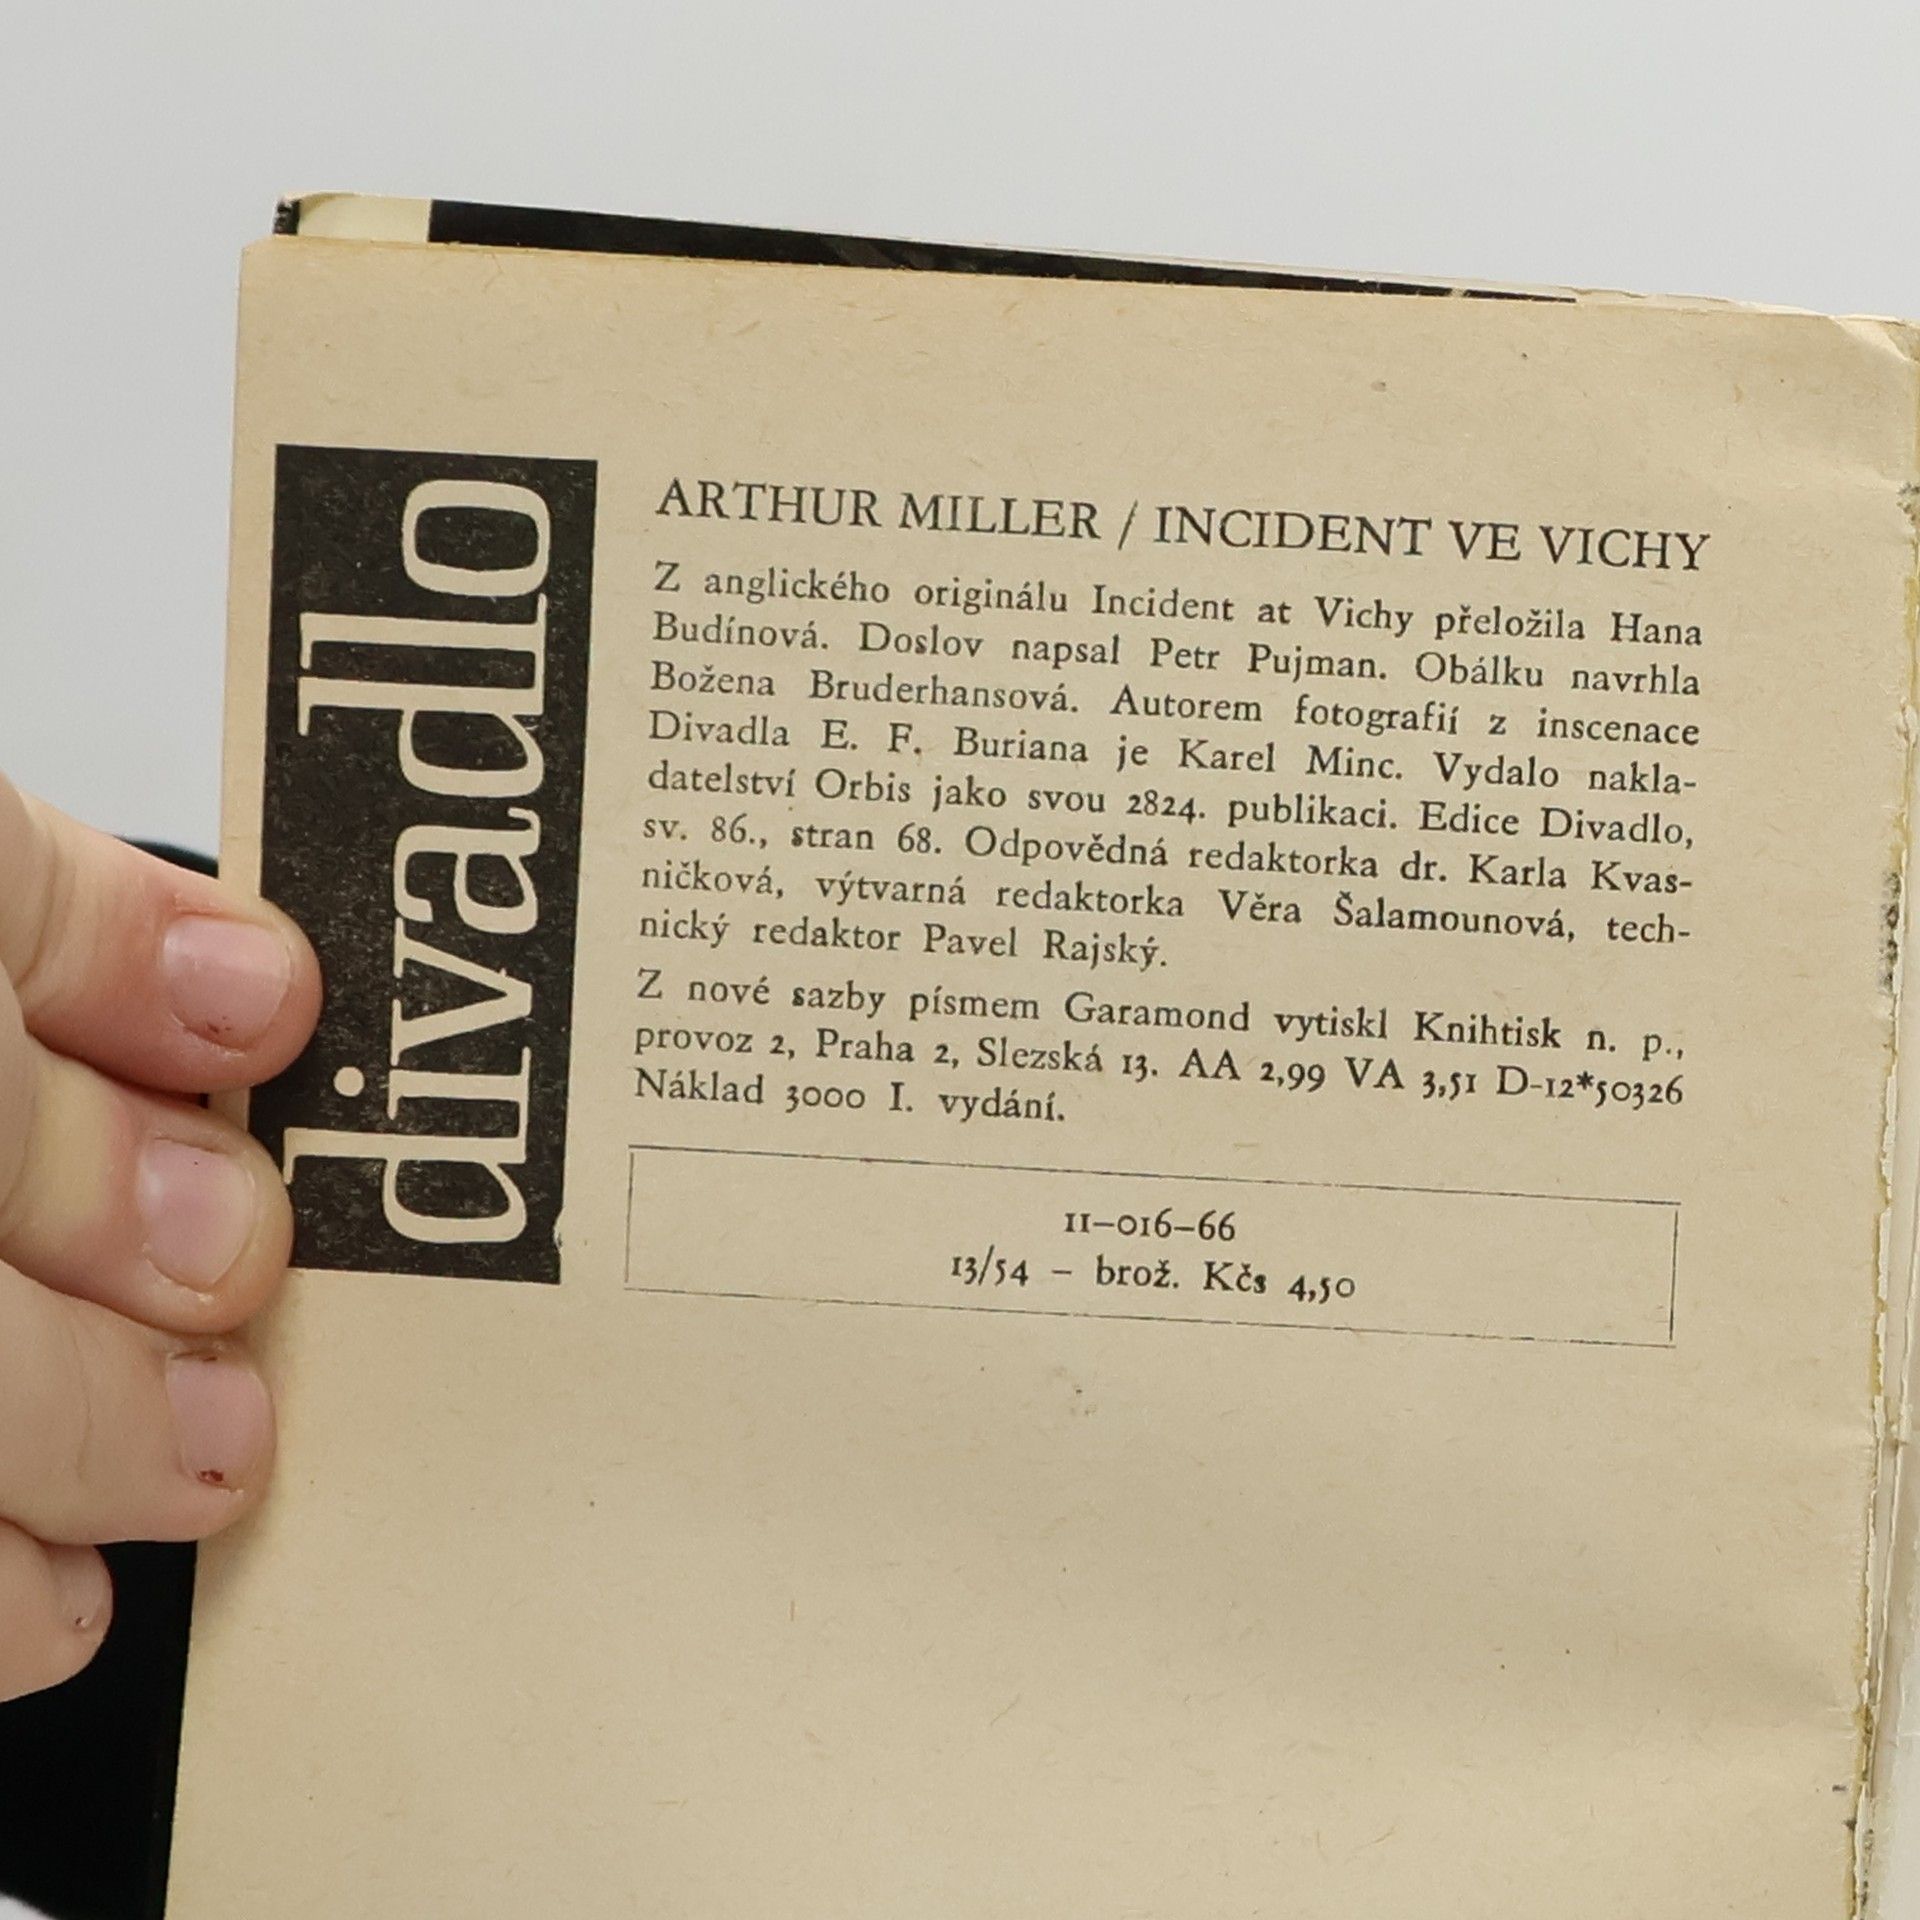 divadlo
ARTHUR MILLER / INCIDENT VE VICHY
Z anglického originálu Incident at Vichy přeložila Hana
Budínová. Doslov napsal Petr Pujman. Obálku navrhla
Božena Bruderhansová. Autorem fotografií z inscenace
Divadla E. F. Buriana je Karel Minc. Vydalo nakla-
datelství Orbis jako svou 2824. publikaci. Edice Divadlo,
sv. 86., stran 68. Odpovědná redaktorka dr. Karla Kvas-
ničková, výtvarná redaktorka Věra Šalamounová, tech-
nický redaktor Pavel Rajský.
Z nové sazby písmem Garamond vytiskl Knihtisk n. p.,
provoz 2, Praha 2, Slezská 13. AA 2,99 VA 3,51 D-12*50326
Náklad 3000 I. vydání.
11–016–66
13/54 – brož. Kčs 4,50